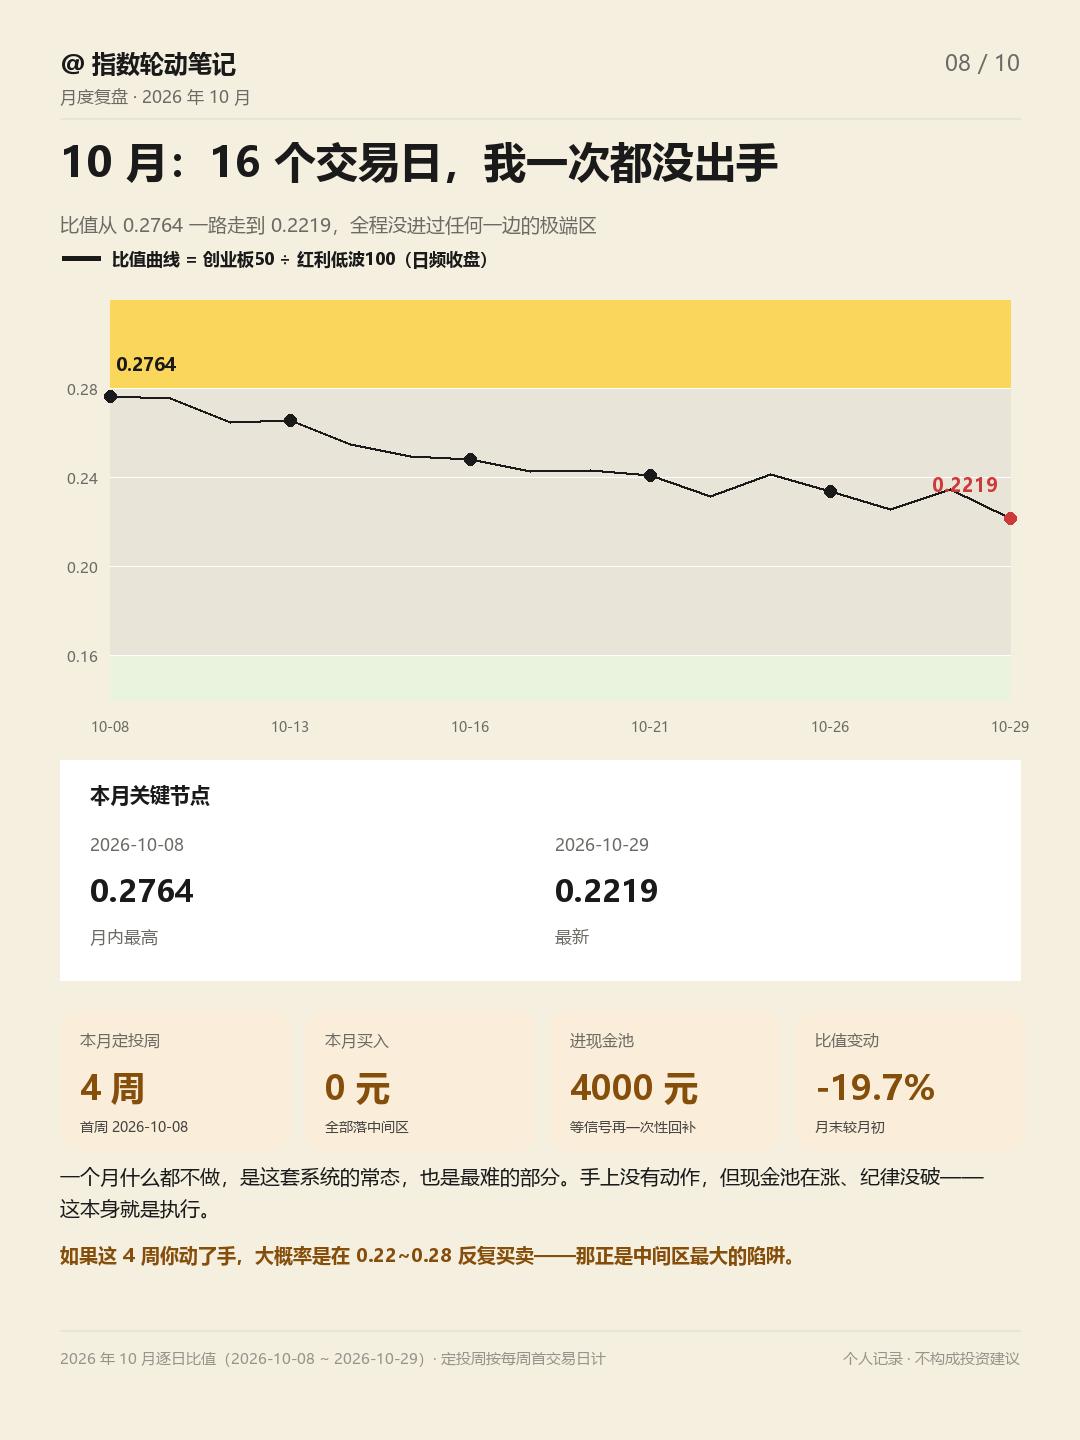 @ 指数轮动笔记
08 / 10
月度复盘 · 2026 年 10 月
10 月：16 个交易日，我一次都没出手
比值从 0.2764 一路走到 0.2219，全程没进过任何一边的极端区
比值曲线 = 创业板50 ÷ 红利低波100（日频收盘）
0.2764
0.28
0.24
0.2219
0.20
0.16
10-08
10-13
10-16
10-21
10-26
10-29
本月关键节点
2026-10-08
2026-10-29
0.2764
0.2219
月内最高
最新
本月定投周
本月买入
进现金池
比值变动
4 周
0 元
4000 元
-19.7%
首周 2026-10-08
全部落中间区
等信号再一次性回补
月末较月初
一个月什么都不做，是这套系统的常态，也是最难的部分。手上没有动作，但现金池在涨、纪律没破——
这本身就是执行。
如果这 4 周你动了手，大概率是在 0.22~0.28 反复买卖——那正是中间区最大的陷阱。
2026 年 10 月逐日比值（2026-10-08 ~ 2026-10-29）· 定投周按每周首交易日计
个人记录 · 不构成投资建议